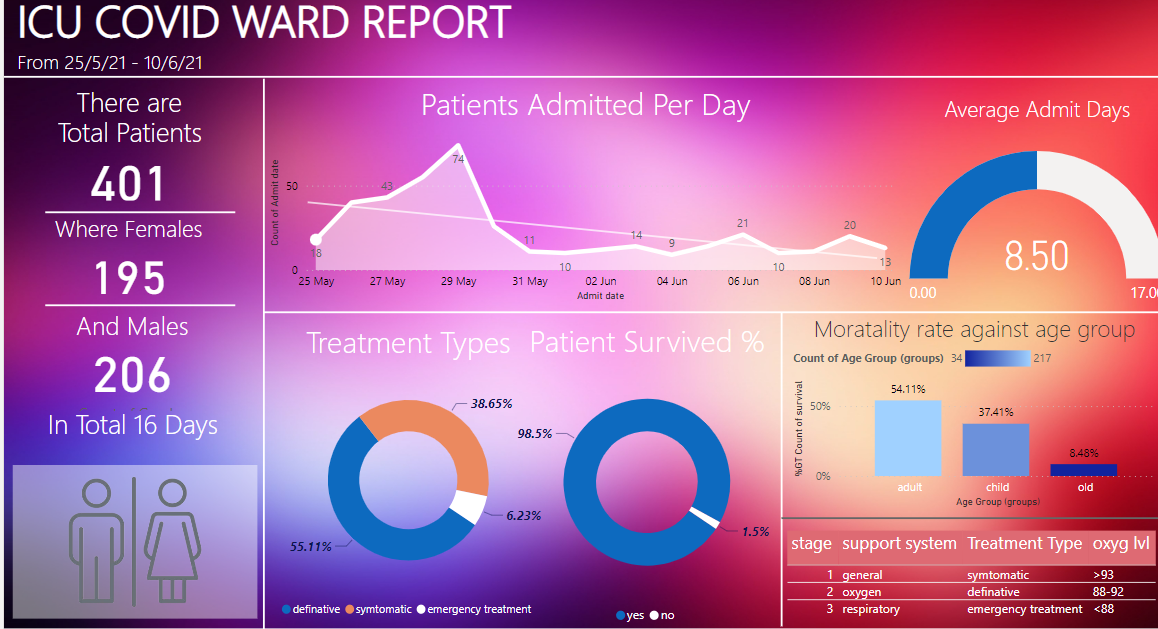 ICU COVID WARD REPORT
From 25/5/21 - 10/6/21
There are
Total Patients
401
Where Females
195
And Males
206
In Total 16 Days
Patients Admitted Per Day
Count of Admit date
50
0
18
43
74
11
10
14
9
21
10
20
13
25 May
27 May
29 May
31 May
02 Jun
04 Jun
06 Jun
08 Jun
10 Jun
Admit date
Average Admit Days
8.50
0.00
17.00
Treatment Types
38.65%
6.23%
55.11%
definative
symtomatic
emergency treatment
Patient Survived %
98.5%
1.5%
yes
no
Moratality rate against age group
Count of Age Group (groups)
34
217
%GT Count of survival
50%
0%
54.11%
37.41%
8.48%
adult
child
old
Age Group (groups)
stage support system Treatment Type oxyg lvl
1 general symtomatic >93
2 oxygen definative 88-92
3 respiratory emergency treatment <88